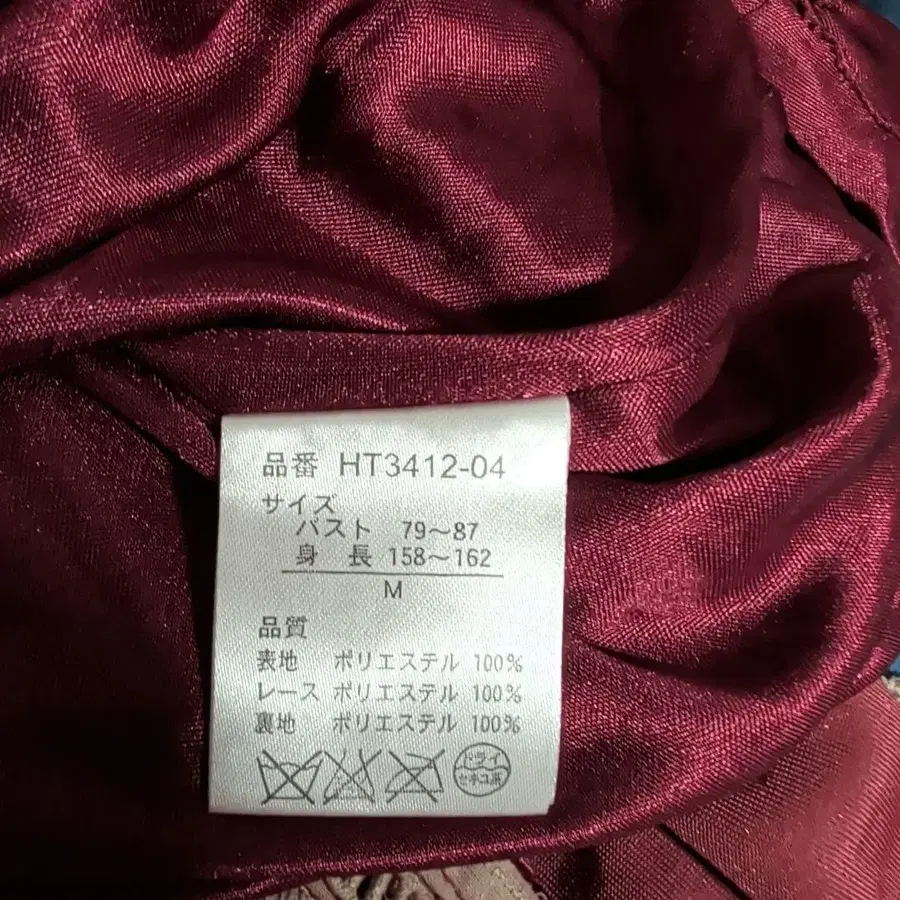 品番 HT3412-04
サイズ
バスト 79～87
身長 158～162
M
品質
表地 ポリエステル 100%
レース ポリエステル 100%
裏地 ポリエステル 100%
ドライ
セキユ系